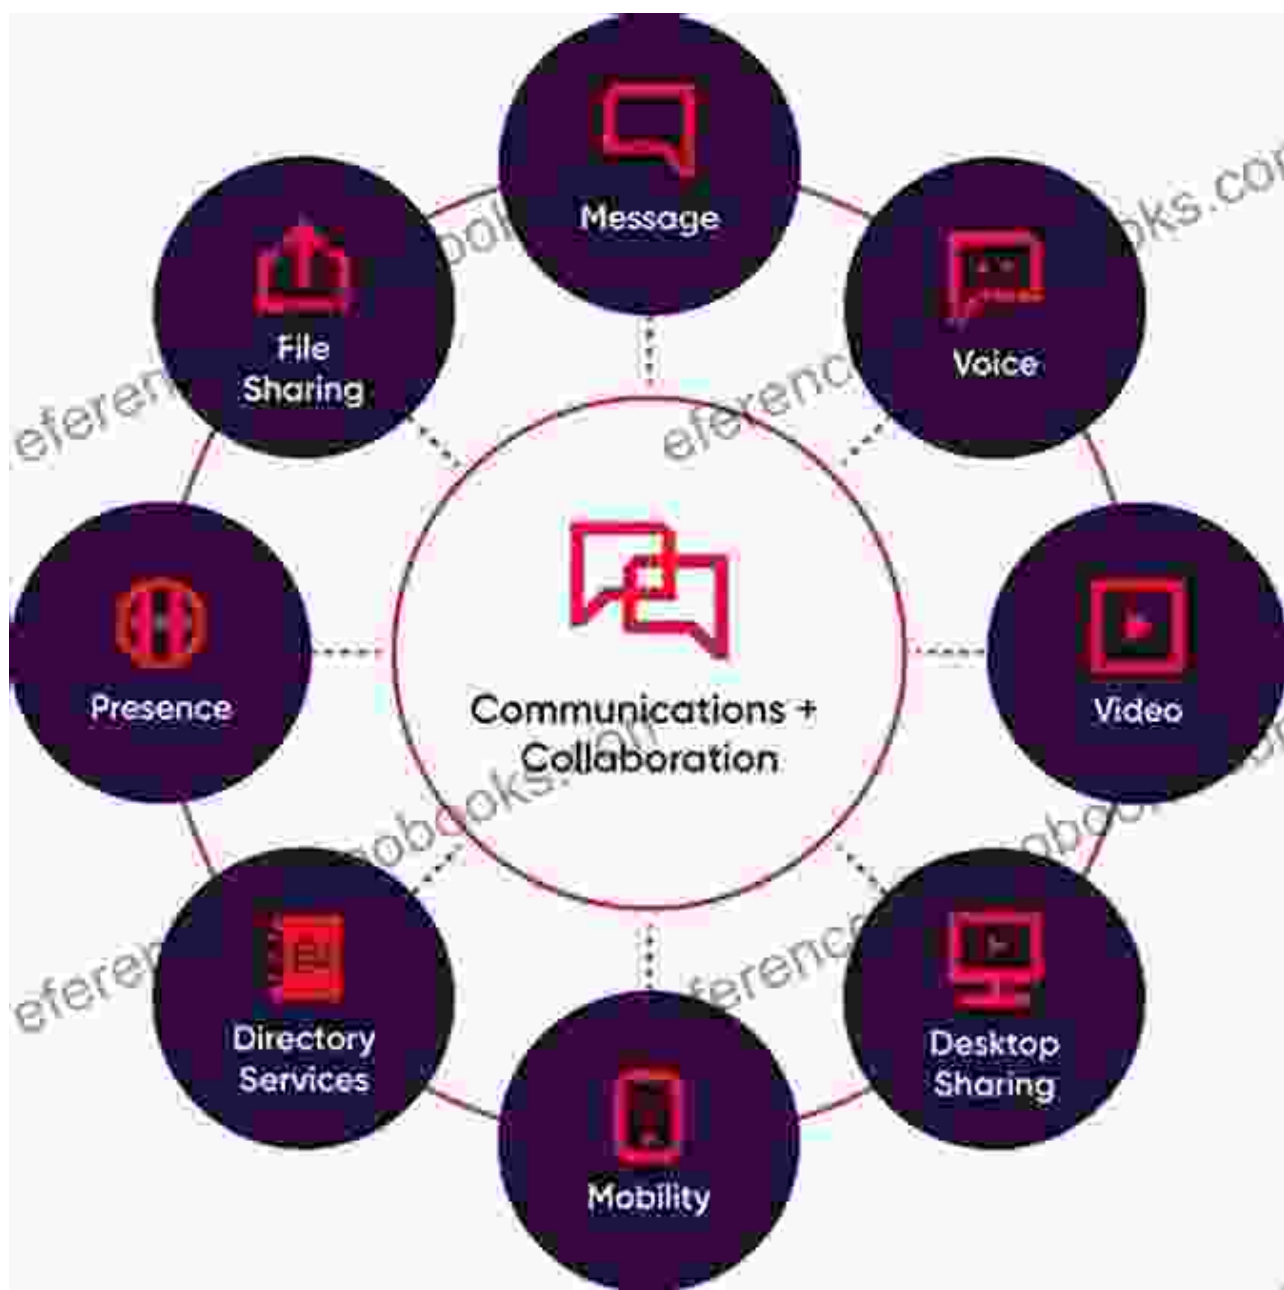 Message
Voice
File
Sharing
Communications +
Collaboration
Presence
Video
Directory
Services
Desktop
Sharing
Mobility